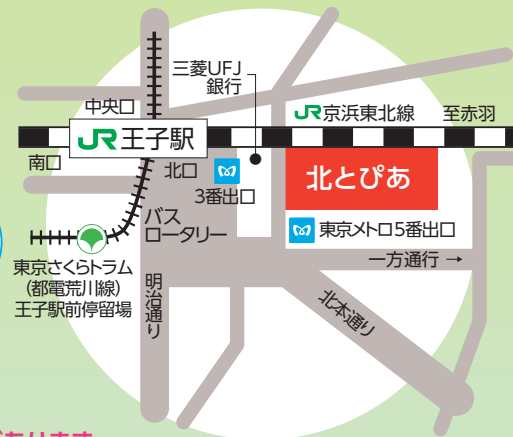 三菱UFJ
銀行
中央口
JR京浜東北線
至赤羽
JR王子駅
南口
北口
3番出口
北とぴあ
バス
ロータリー
東京メトロ5番出口
一方通行→
東京さくらトラム
(都電荒川線)
王子駅前停留場
明治通り
北本通り